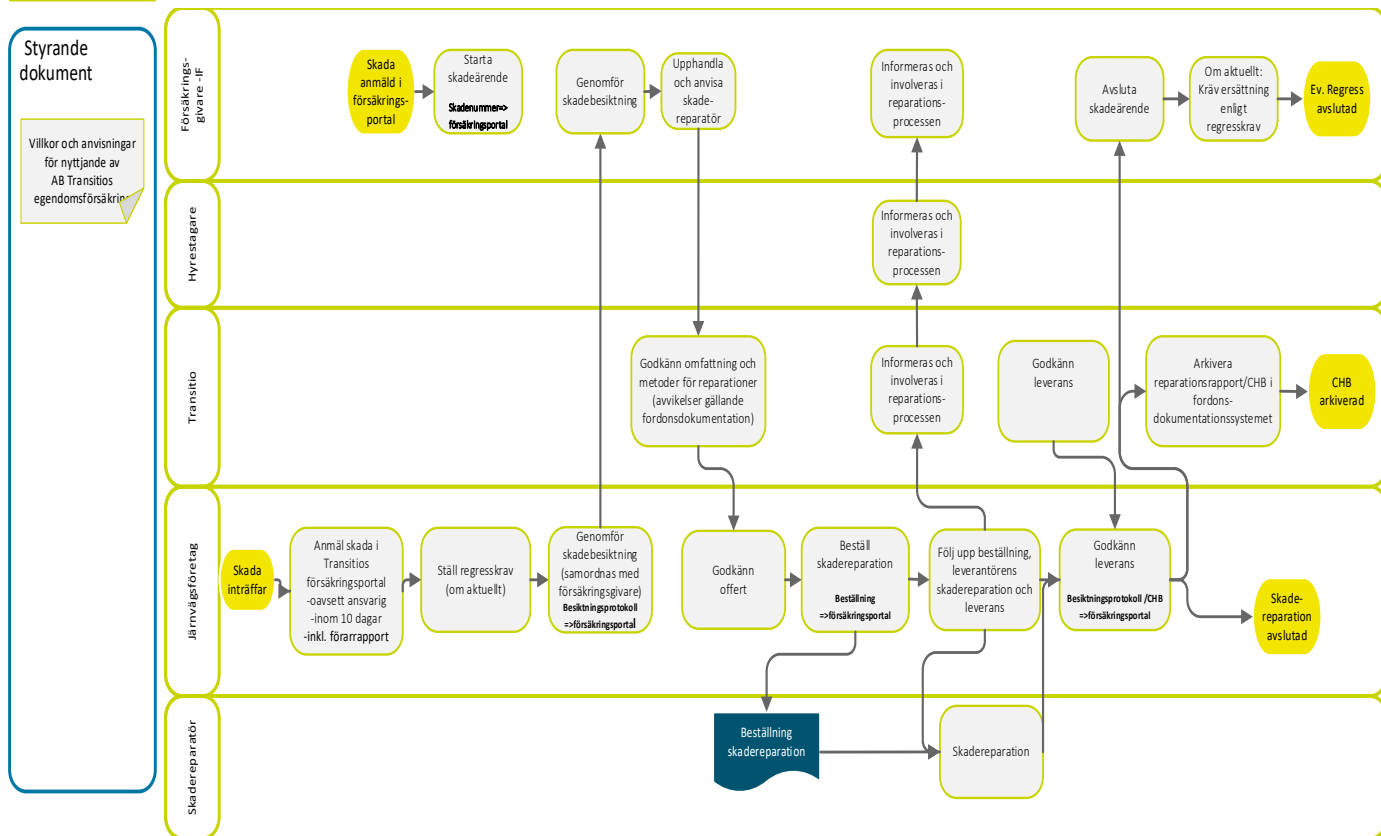 Styrande
dokument
Villkor och anvisningar
för nyttjande av
AB Transitios
Försäkrings-
givare -IF
Skada
anmäld i
försäkrings-
portal
Starta
skadeärende
Skadenummer=>
försäkringsportal
Genomför
skadebesiktning
Upphandla
och anvisa
skade-
reparatör
Informeras och
involveras i
reparations-
processen
Avsluta
skadeärende
Om aktuellt:
Kräv ersättning
enligt
regresskrav
Ev. Regress
avslutad
Hyrestagare
Informeras och
involveras i
reparations-
processen
Transitio
Godkänn omfattning och
metoder för reparationer
(avvikelser gällande
fordonsdokumentation)
Informeras och
involveras i
reparations-
processen
Godkänn
leverans
Arkivera
reparationsrapport/CHB i
fordons-
dokumentationssystemet
CHB
arkiverad
Järnvägsföretag
Skada
inträffar
Anmäl skada i
Transitios
försäkringsportal
-oavsett ansvarig
-inom 10 dagar
-inkl. förarrapport
Ställ regresskrav
(om aktuellt)
Genomför
skadebesiktning
(samordnas med
försäkringsgivare)
Besiktningsprotokoll
=>försäkringsportal
Godkänn
offert
Beställ
skadereparation
Beställning
=>försäkringsportal
Följ upp beställning,
leverantörens
skadereparation och
leverans
Godkänn
leverans
Besiktningsprotokoll /CHB
=>försäkringsportal
Skade-
reparation
avslutad
Skadereparatör
Beställning
skadereparation
Skadereparation